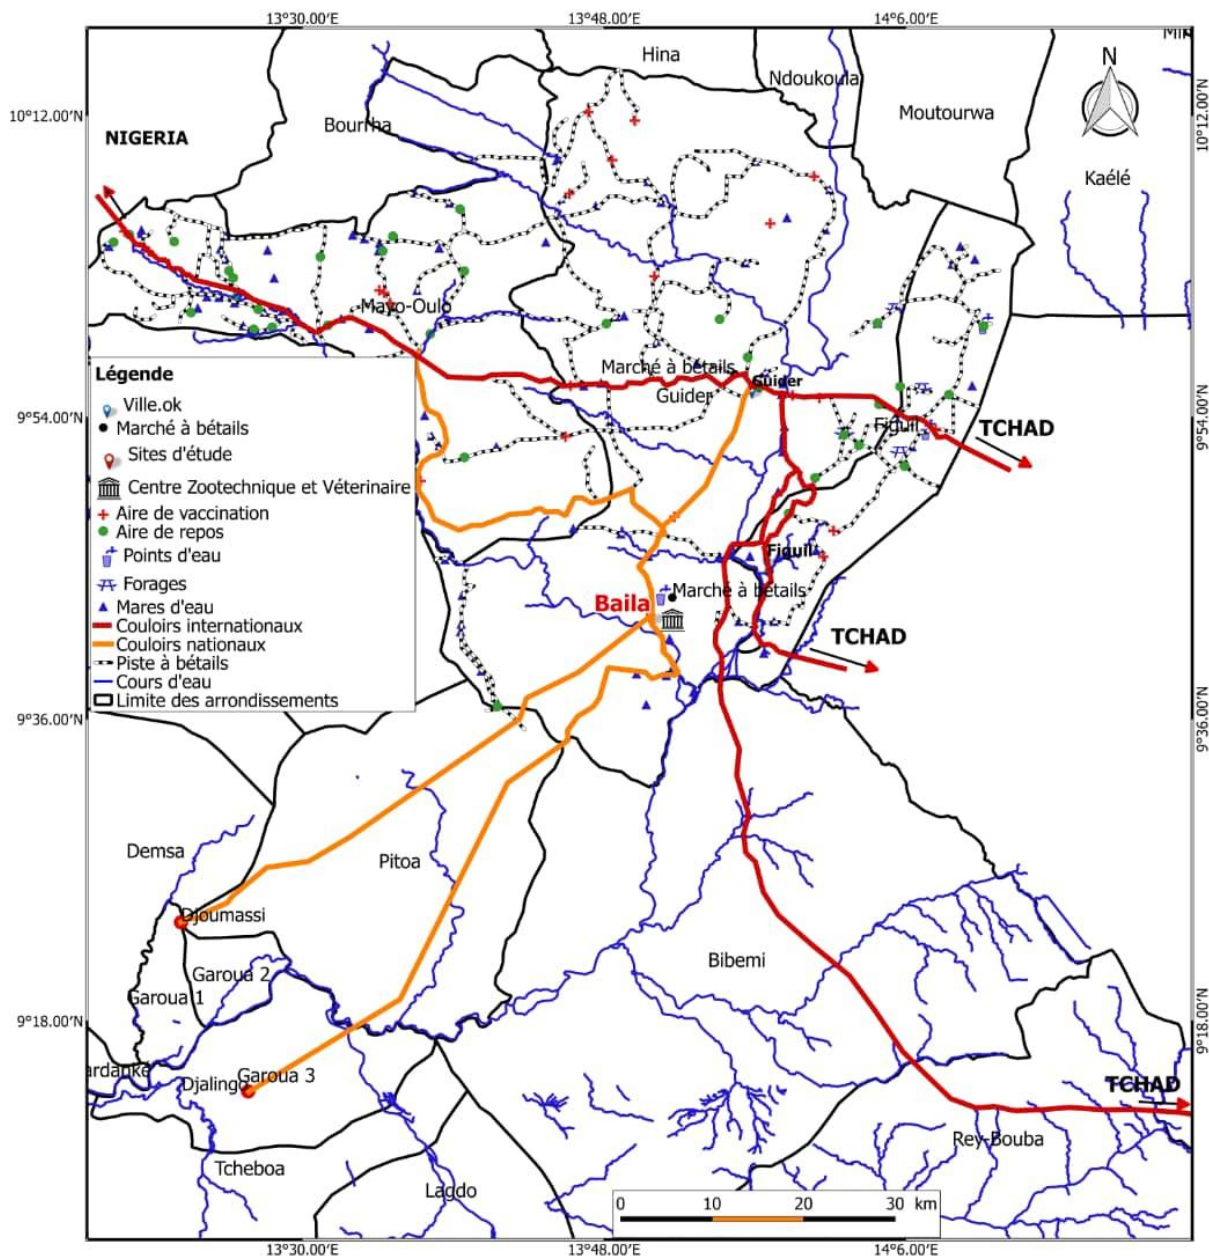 13°30.00′E 13°48.00′E 14°6.00′E
Hina
Ndoukoula
N
10°12.00′N
Bourrha
Moutourwa
10°12.00′N
NIGERIA
Kaélé
Mayo-Oulo
Marché à bétails
Guider
Guider
Légende
Ville.ok
Marché à bétails
Sites d'étude
Centre Zootechnique et Véterinaire
Aire de vaccination
Aire de repos
Points d'eau
Forages
Mares d'eau
Couloirs internationaux
Couloirs nationaux
Piste à bétails
Cours d'eau
Limite des arrondissements
9°54.00′N
Figuil
TCHAD
9°54.00′N
Figuil
Marché à bétails
Baila
TCHAD
9°36.00′N
9°36.00′N
Demsa
Pitoa
Djoumassi
Garoua 2
Bibemi
Garoua 1
9°18.00′N
9°18.00′N
ardanké
Djalingo
Garoua 3
TCHAD
Rey-Bouba
Tcheboa
Lagdo
0 10 20 30 km
13°30.00′E 13°48.00′E 14°6.00′E